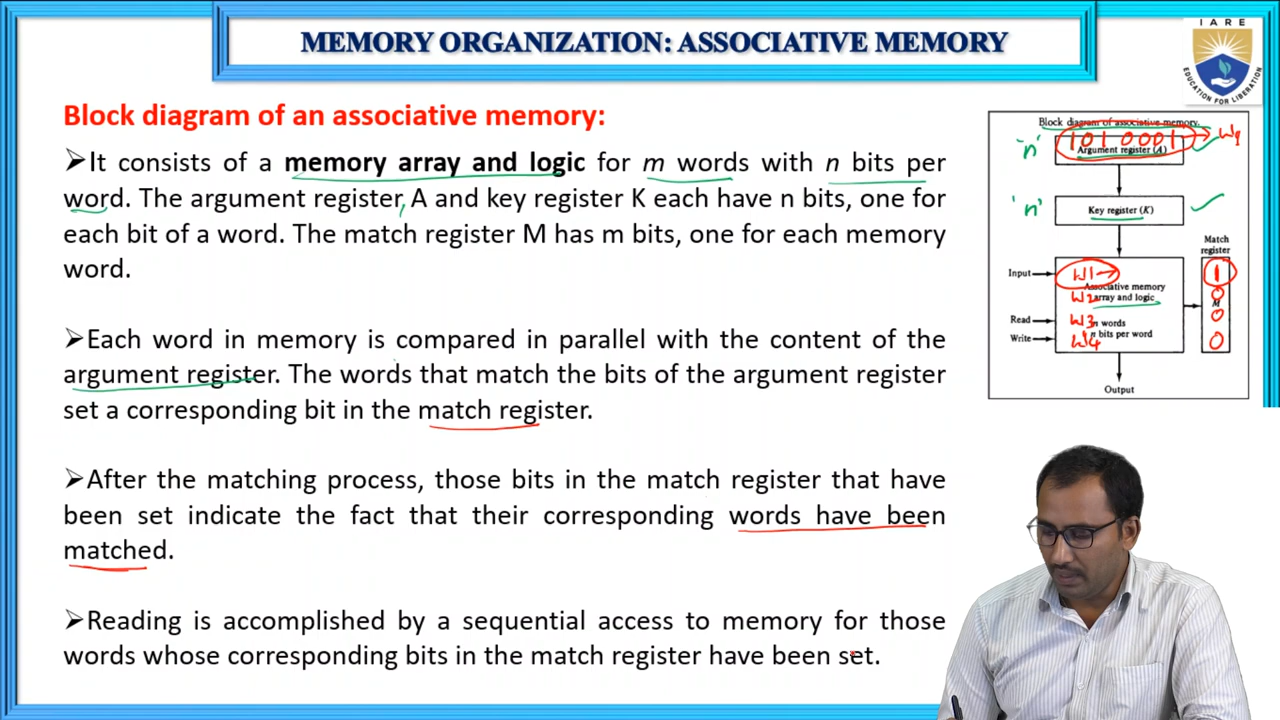 MEMORY ORGANIZATION: ASSOCIATIVE MEMORY
IARE
EDUCATION FOR LIBERATION
Block diagram of an associative memory:
➢It consists of a memory array and logic for m words with n bits per
word. The argument register, A and key register K each have n bits, one for
each bit of a word. The match register M has m bits, one for each memory
word.
➢Each word in memory is compared in parallel with the content of the
argument register. The words that match the bits of the argument register
set a corresponding bit in the match register.
➢After the matching process, those bits in the match register that have
been set indicate the fact that their corresponding words have been
matched.
➢Reading is accomplished by a sequential access to memory for those
words whose corresponding bits in the match register have been set.
Block diagram of associative memory.
1010001
'n'
Argument register (A)
'n'
Key register (K)
Match
register
Input
W1
1
Associative memory
W2
array and logic
0
M
Read
W3
words
0
Write
W4
bits per word
0
Output